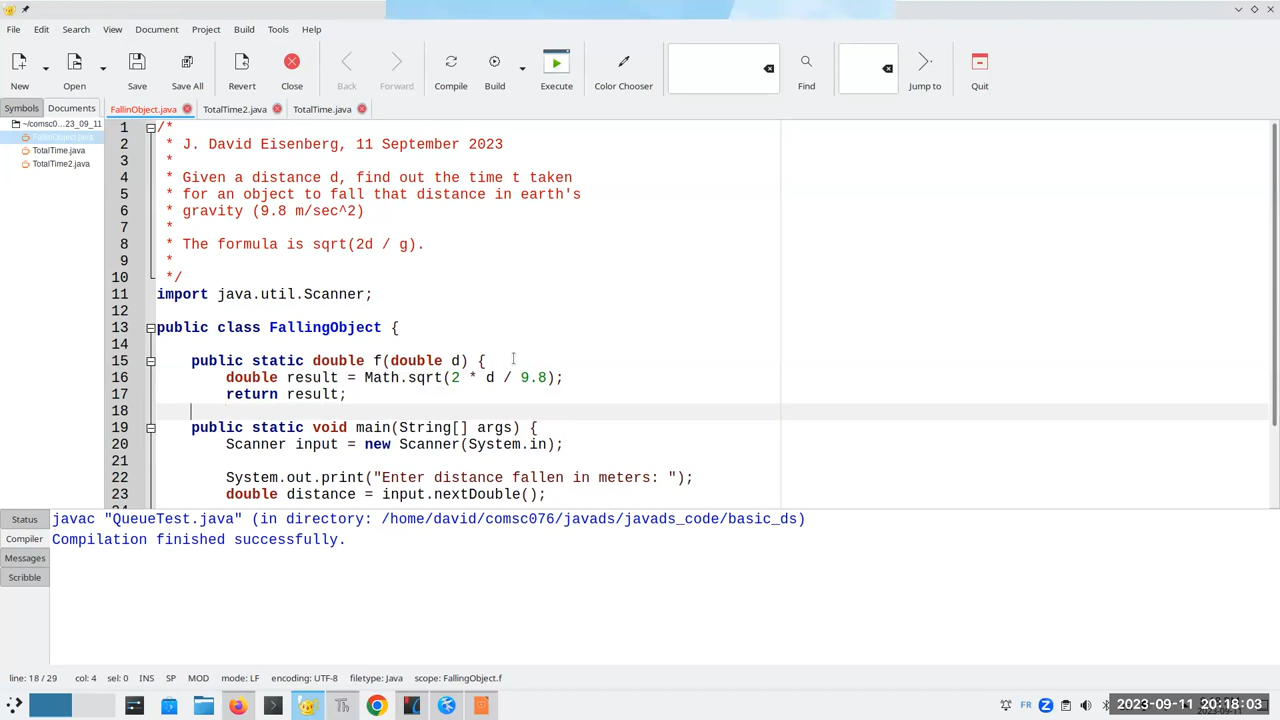 File Edit Search View Document Project Build Tools Help
New Open Save Save All Revert Close Back Forward Compile Build Execute Color Chooser Find Jump to Quit
Symbols Documents FallinObject.java TotalTime2.java TotalTime.java
~/comsc0...23_09_11
FallinObject.java
TotalTime.java
TotalTime2.java
1 /*
2 * J. David Eisenberg, 11 September 2023
3 *
4 * Given a distance d, find out the time t taken
5 * for an object to fall that distance in earth's
6 * gravity (9.8 m/sec^2)
7 *
8 * The formula is sqrt(2d / g).
9 *
10 */
11 import java.util.Scanner;
12
13 public class FallingObject {
14
15 public static double f(double d) {
16 double result = Math.sqrt(2 * d / 9.8);
17 return result;
18
19 public static void main(String[] args) {
20 Scanner input = new Scanner(System.in);
21
22 System.out.print("Enter distance fallen in meters: ");
23 double distance = input.nextDouble();
Status
Compiler
Messages
Scribble
javac "QueueTest.java" (in directory: /home/david/comsc076/javads/javads_code/basic_ds)
Compilation finished successfully.
line: 18 / 29 col: 4 sel: 0 INS SP MOD mode: LF encoding: UTF-8 filetype: Java scope: FallingObject.f
FR 2023-09-11 20:18:03